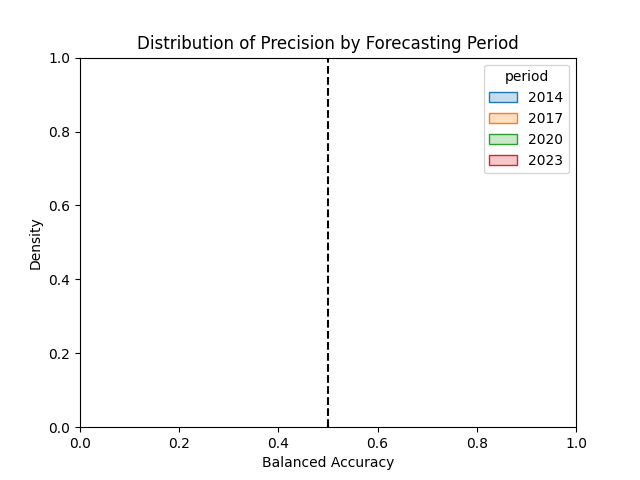 Distribution of Precision by Forecasting Period
1.0
0.8
0.6
0.4
0.2
0.0
Density
period
2014
2017
2020
2023
0.0 0.2 0.4 0.6 0.8 1.0
Balanced Accuracy